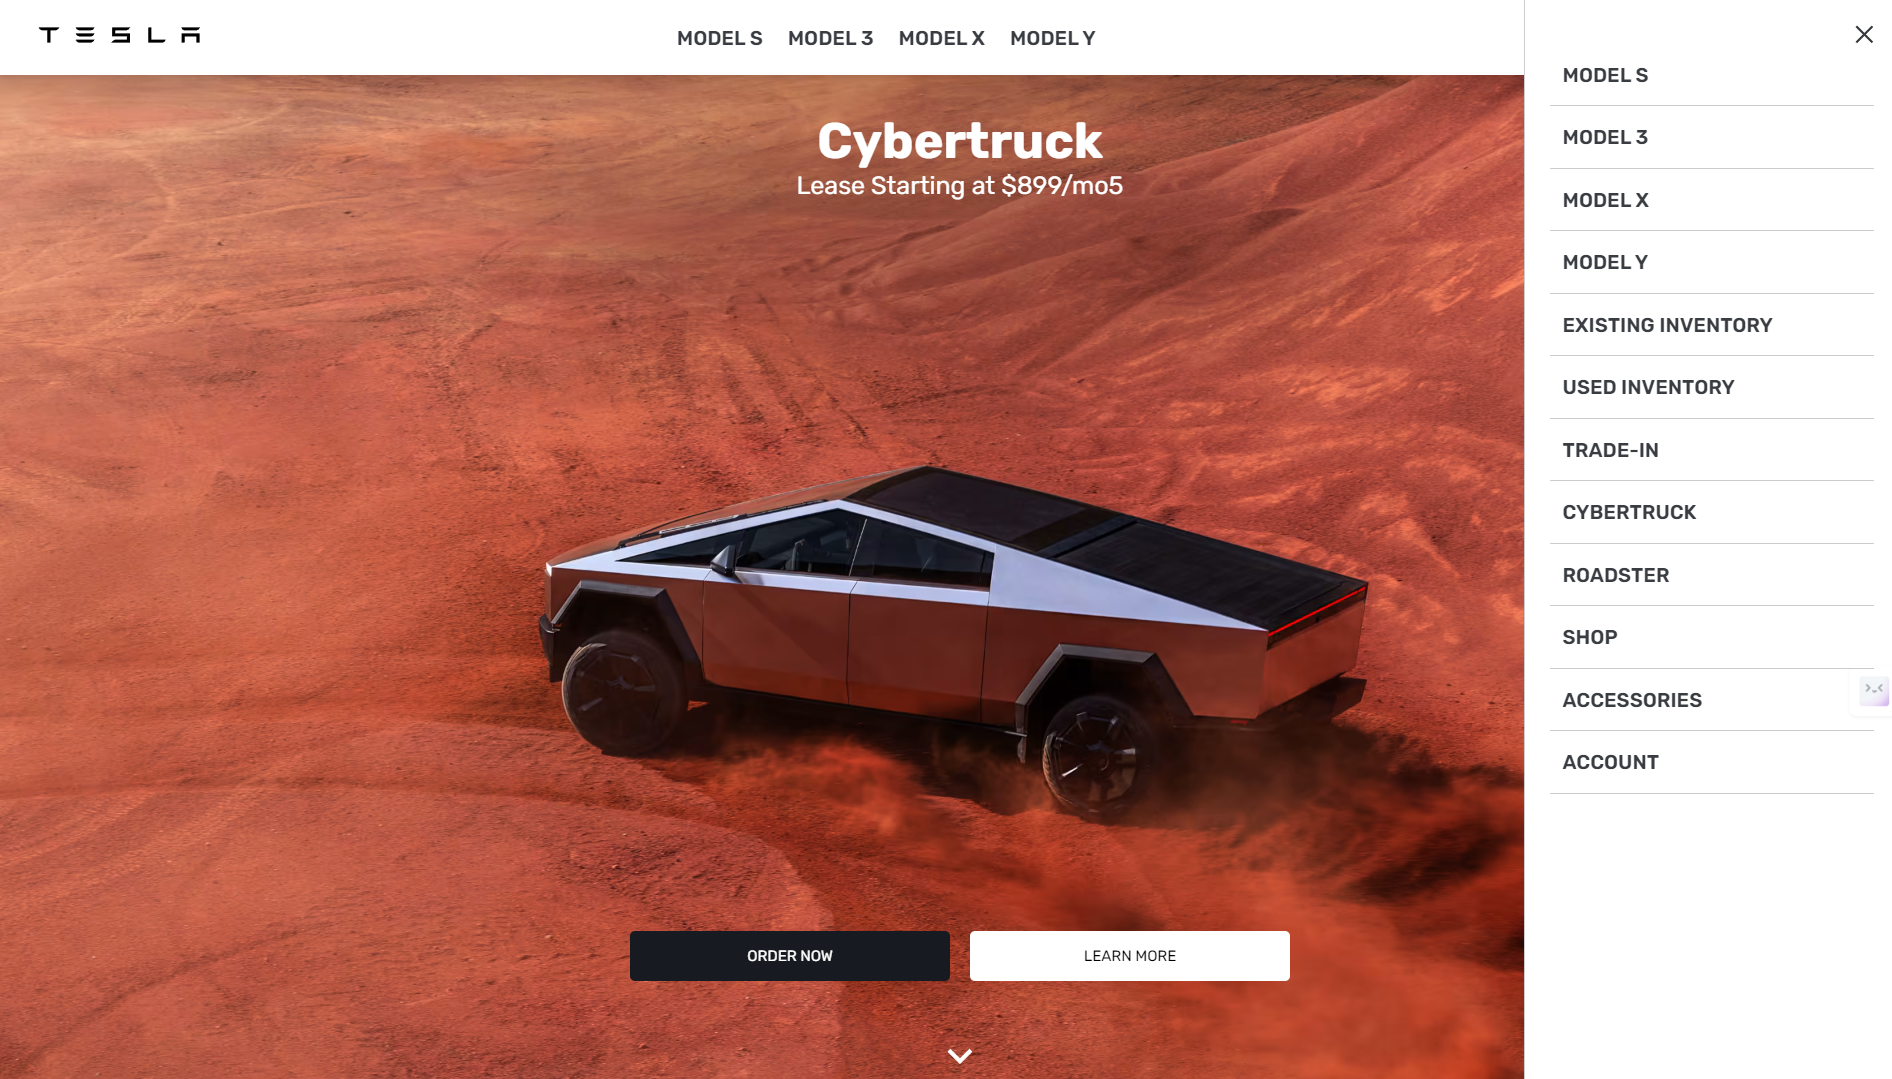 TESLA
MODEL S MODEL 3 MODEL X MODEL Y
Cybertruck
Lease Starting at $899/mo5
ORDER NOW
LEARN MORE
MODEL S
MODEL 3
MODEL X
MODEL Y
EXISTING INVENTORY
USED INVENTORY
TRADE-IN
CYBERTRUCK
ROADSTER
SHOP
ACCESSORIES
ACCOUNT